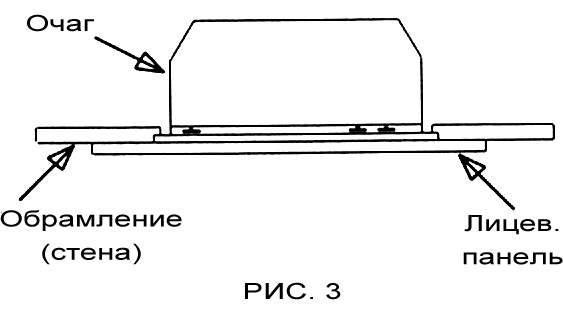 Очаг
Обрамление
(стена)
Лицев.
панель
РИС. 3